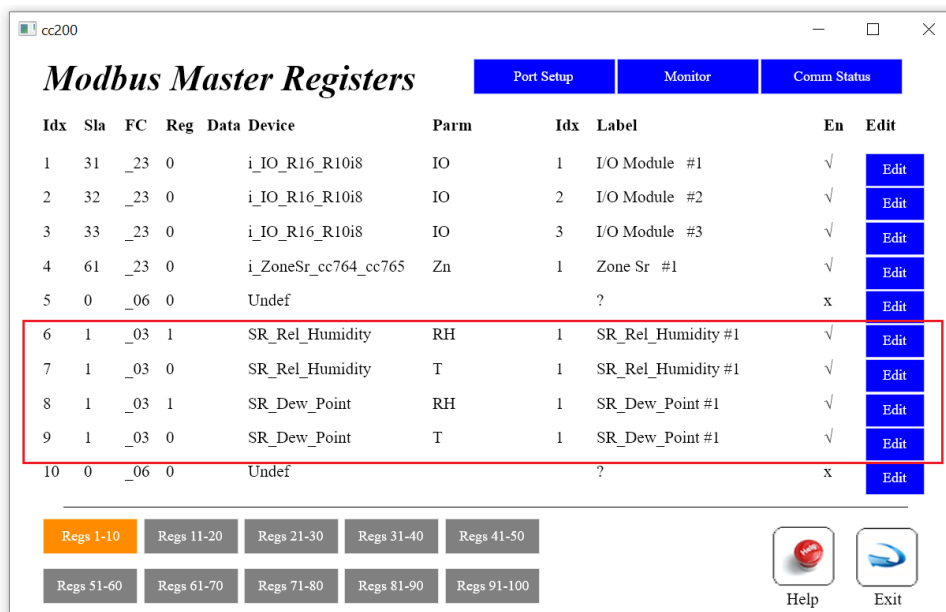 cc200
Modbus Master Registers Port Setup Monitor Comm Status
Idx Sla FC Reg Data Device Parm Idx Label En Edit
1 31 _23 0 i_IO_R16_R10i8 IO 1 I/O Module #1 √ Edit
2 32 _23 0 i_IO_R16_R10i8 IO 2 I/O Module #2 √ Edit
3 33 _23 0 i_IO_R16_R10i8 IO 3 I/O Module #3 √ Edit
4 61 _23 0 i_ZoneSr_cc764_cc765 Zn 1 Zone Sr #1 √ Edit
5 0 _06 0 Undef ? x Edit
6 1 _03 1 SR_Rel_Humidity RH 1 SR_Rel_Humidity #1 √ Edit
7 1 _03 0 SR_Rel_Humidity T 1 SR_Rel_Humidity #1 √ Edit
8 1 _03 1 SR_Dew_Point RH 1 SR_Dew_Point #1 √ Edit
9 1 _03 0 SR_Dew_Point T 1 SR_Dew_Point #1 √ Edit
10 0 _06 0 Undef ? x Edit
Regs 1-10 Regs 11-20 Regs 21-30 Regs 31-40 Regs 41-50
Regs 51-60 Regs 61-70 Regs 71-80 Regs 81-90 Regs 91-100
Help
Help Exit